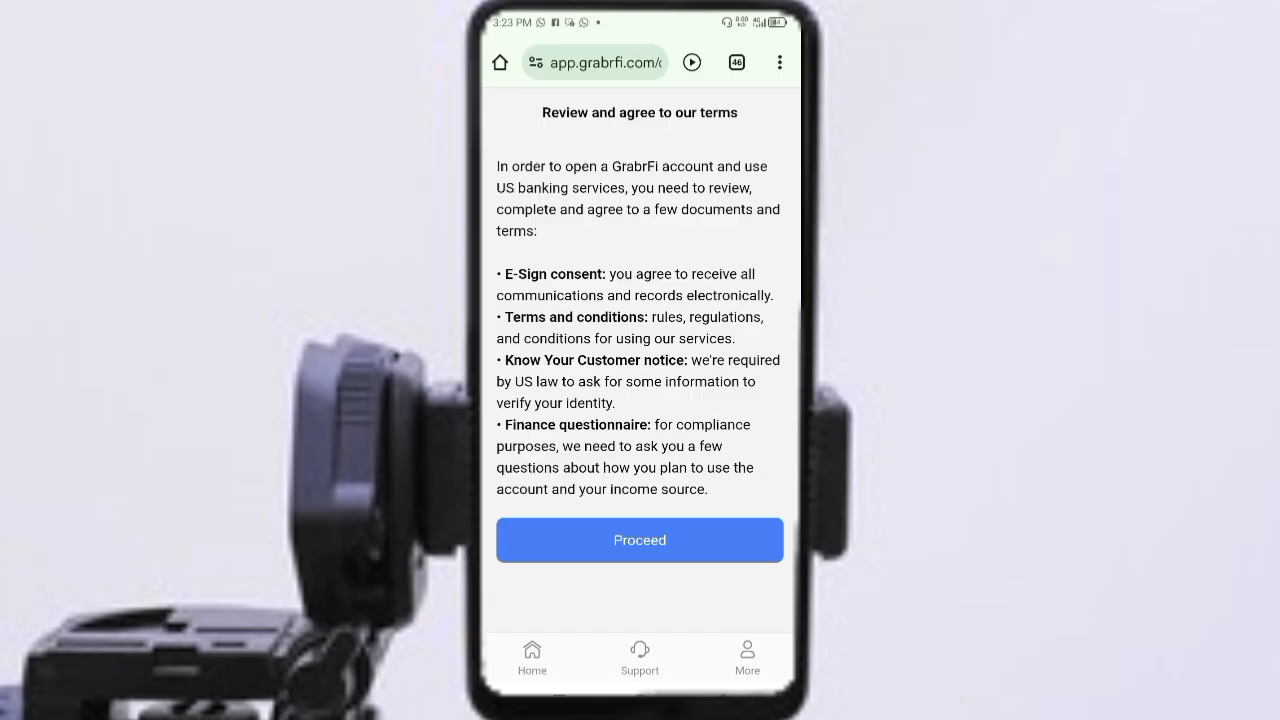 3:23 PM
app.grabrfi.com/
46
Review and agree to our terms
In order to open a GrabrFi account and use
US banking services, you need to review,
complete and agree to a few documents and
terms:
• E-Sign consent: you agree to receive all
communications and records electronically.
• Terms and conditions: rules, regulations,
and conditions for using our services.
• Know Your Customer notice: we're required
by US law to ask for some information to
verify your identity.
• Finance questionnaire: for compliance
purposes, we need to ask you a few
questions about how you plan to use the
account and your income source.
Proceed
Home Support More